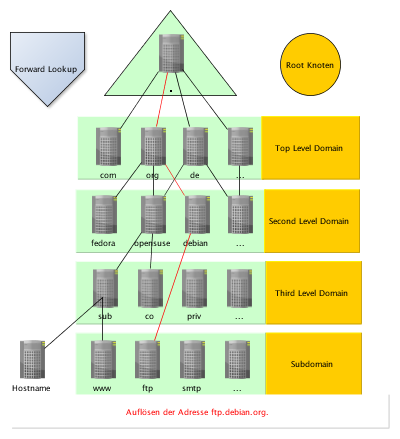 Forward Lookup
.
Root Knoten
com org de ...
Top Level Domain
fedora opensuse debian ...
Second Level Domain
sub co priv ...
Third Level Domain
Hostname
www ftp smtp ...
Subdomain
Auflösen der Adresse ftp.debian.org.